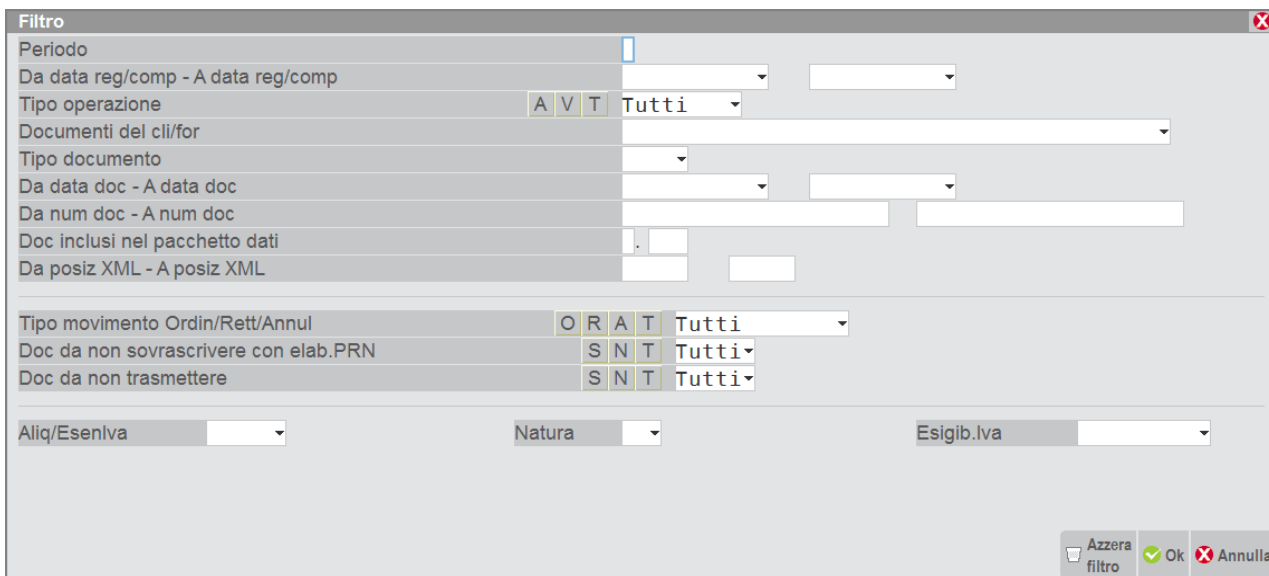 Filtro
Periodo
Da data reg/comp - A data reg/comp
Tipo operazione A V T Tutti
Documenti del cli/for
Tipo documento
Da data doc - A data doc
Da num doc - A num doc
Doc inclusi nel pacchetto dati .
Da posiz XML - A posiz XML
Tipo movimento Ordin/Rett/Annul O R A T Tutti
Doc da non sovrascrivere con elab.PRN S N T Tutti
Doc da non trasmettere S N T Tutti
Aliq/EsenIva Natura Esigib.Iva
Azzera filtro Ok Annulla